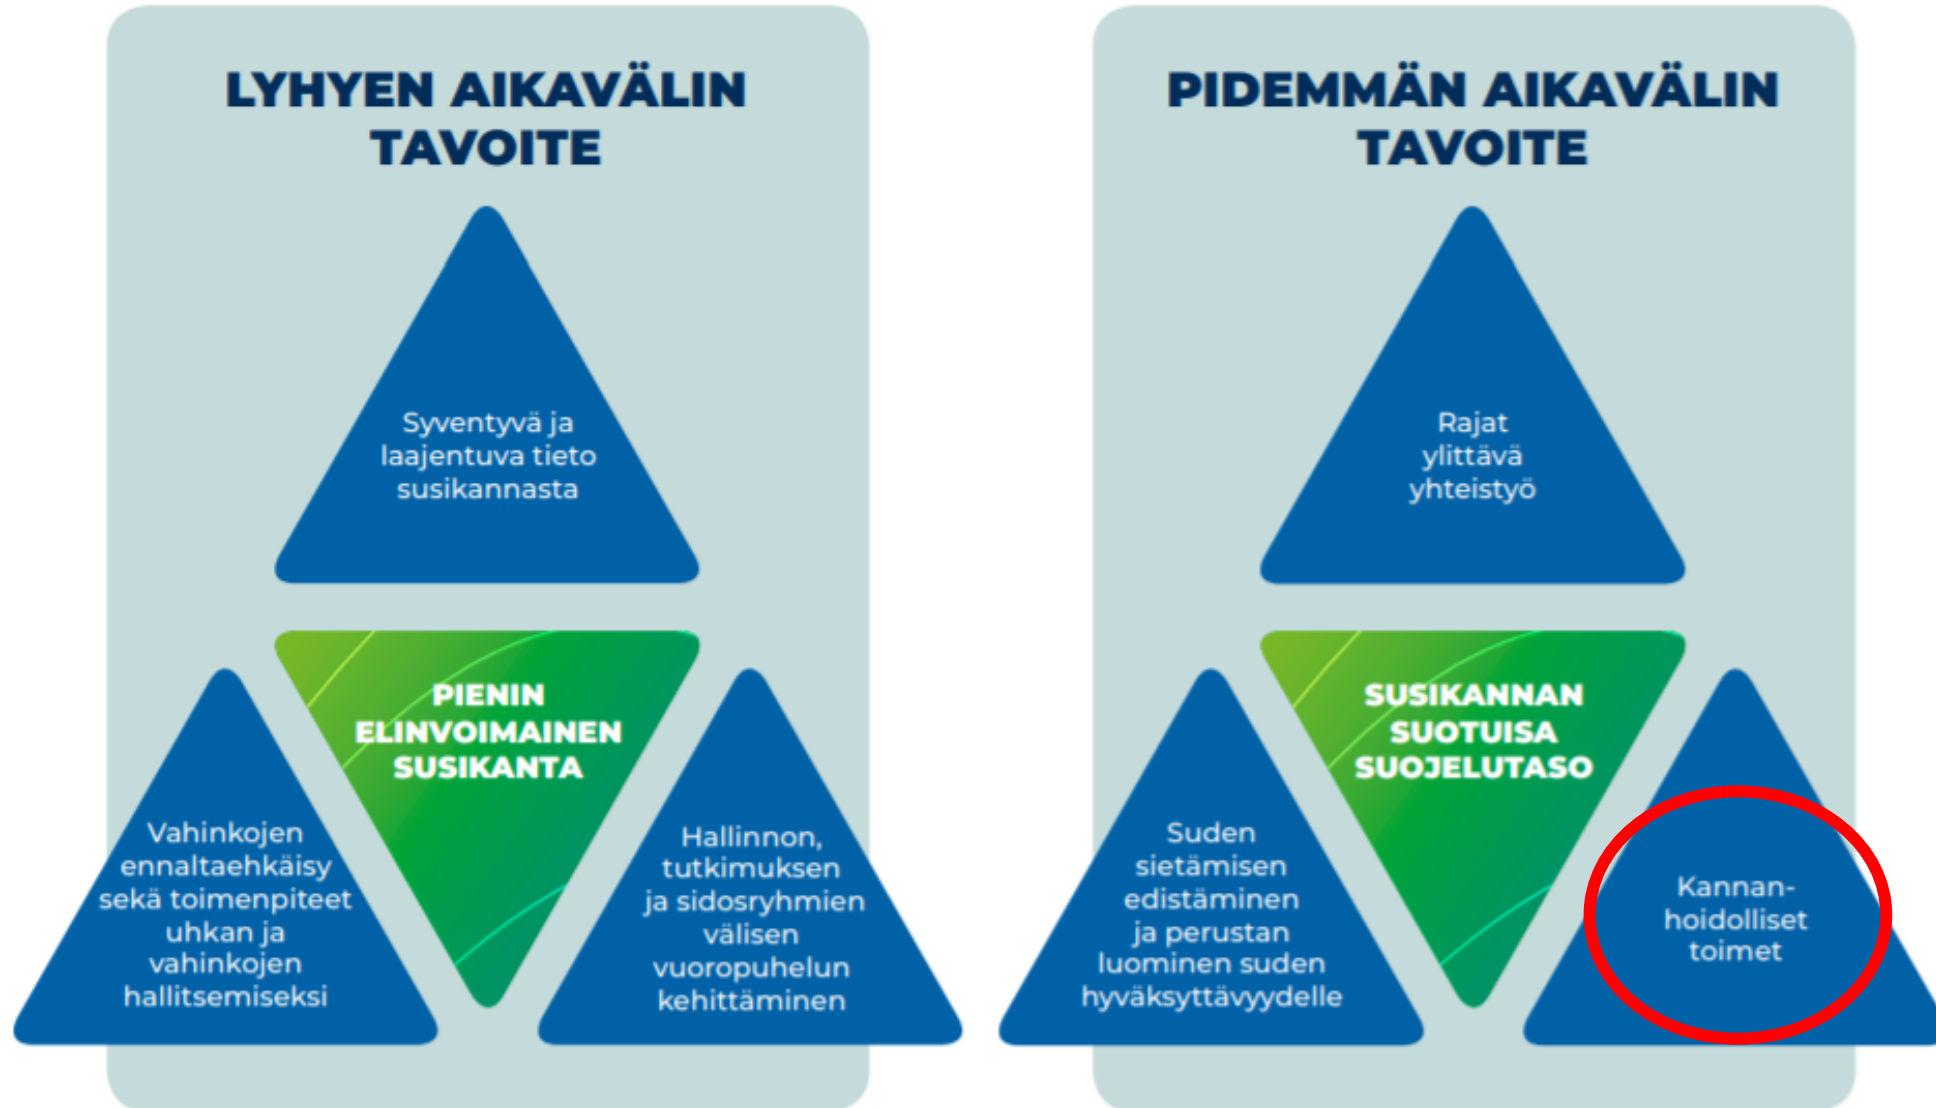 LYHYEN AIKAVÄLIN
TAVOITE
Syventyvä ja
laajentuva tieto
susikannasta
PIENIN
ELINVOIMAINEN
SUSIKANTA
Vahinkojen
ennaltaehkäisy
sekä toimenpiteet
uhkan ja
vahinkojen
hallitsemiseksi
Hallinnon,
tutkimuksen
ja sidosryhmien
välisen
vuoropuhelun
kehittäminen
PIDEMMÄN AIKAVÄLIN
TAVOITE
Rajat
ylittävä
yhteistyö
SUSIKANNAN
SUOTUISA
SUOJELUTASO
Suden
sietämisen
edistäminen
ja perustan
luominen suden
hyväksyttävyydelle
Kannan-
hoidolliset
toimet